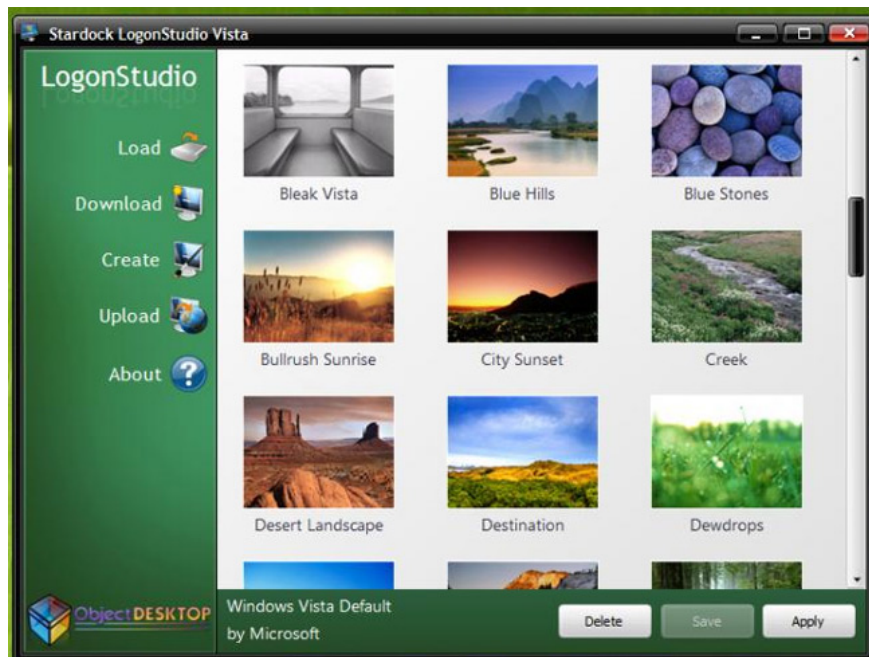 Stardock LogonStudio Vista
LogonStudio
Load
Download
Create
Upload
About
?
Bleak Vista
Blue Hills
Blue Stones
Bullrush Sunrise
City Sunset
Creek
Desert Landscape
Destination
Dewdrops
ObjectDESKTOP
Windows Vista Default
by Microsoft
Delete
Save
Apply